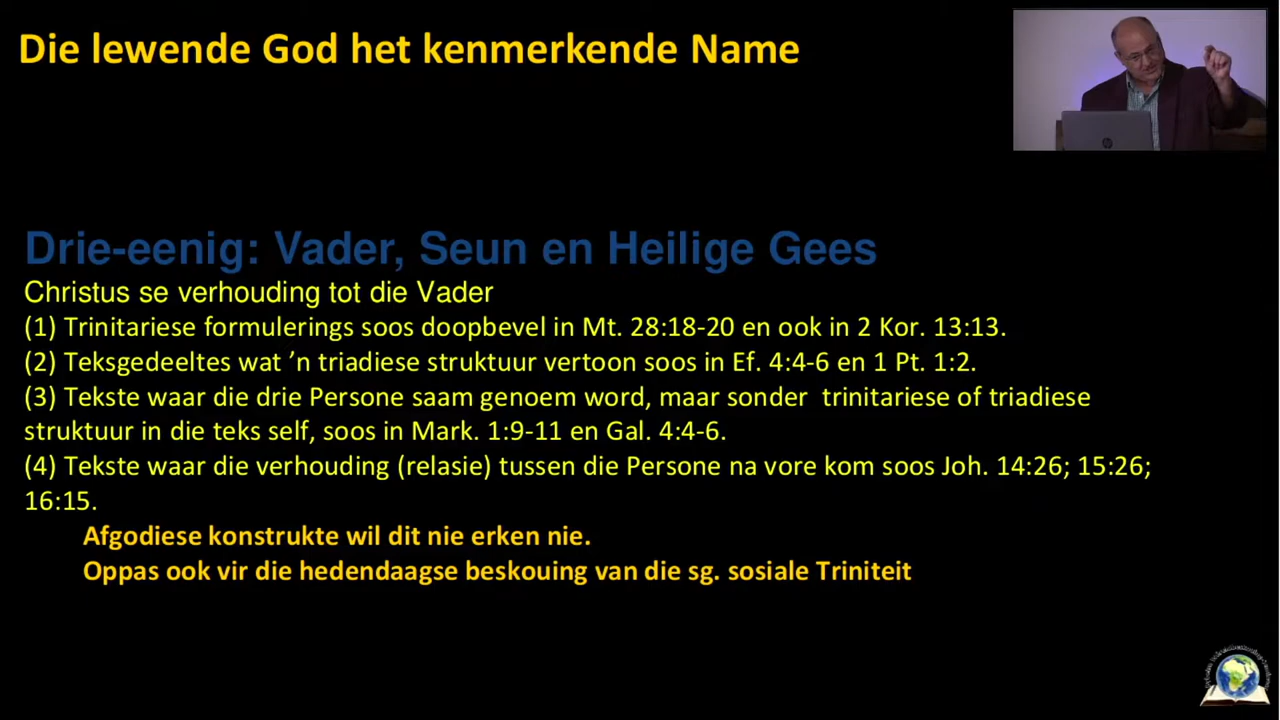 Die lewende God het kenmerkende Name
Drie-eenig: Vader, Seun en Heilige Gees
Christus se verhouding tot die Vader
(1) Trinitariese formulerings soos doopbevel in Mt. 28:18-20 en ook in 2 Kor. 13:13.
(2) Teksgedeeltes wat ’n triadiese struktuur vertoon soos in Ef. 4:4-6 en 1 Pt. 1:2.
(3) Tekste waar die drie Persone saam genoem word, maar sonder trinitariese of triadiese
struktuur in die teks self, soos in Mark. 1:9-11 en Gal. 4:4-6.
(4) Tekste waar die verhouding (relasie) tussen die Persone na vore kom soos Joh. 14:26; 15:26;
16:15.
Afgodiese konstrukte wil dit nie erken nie.
Oppas ook vir die hedendaagse beskouing van die sg. sosiale Triniteit